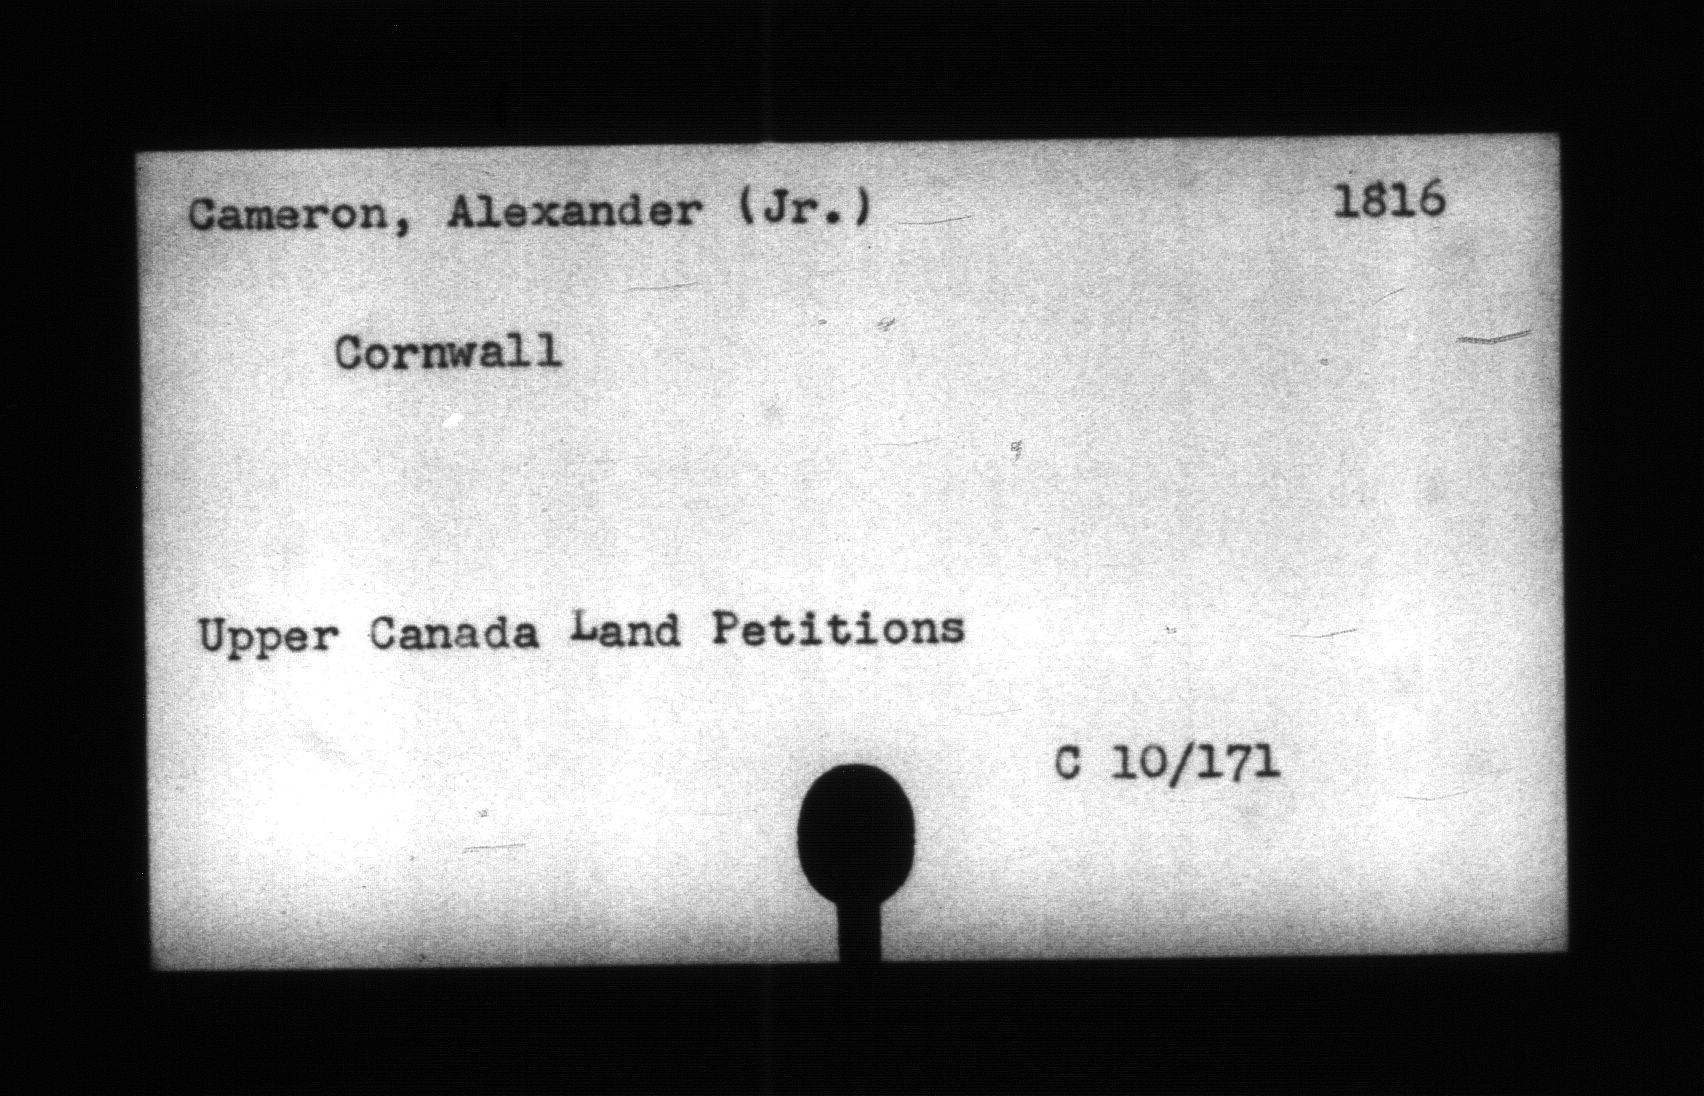 Cameron, Alexander (Jr.) 1816
Cornwall
Upper Canada Land Petitions
C 10/171